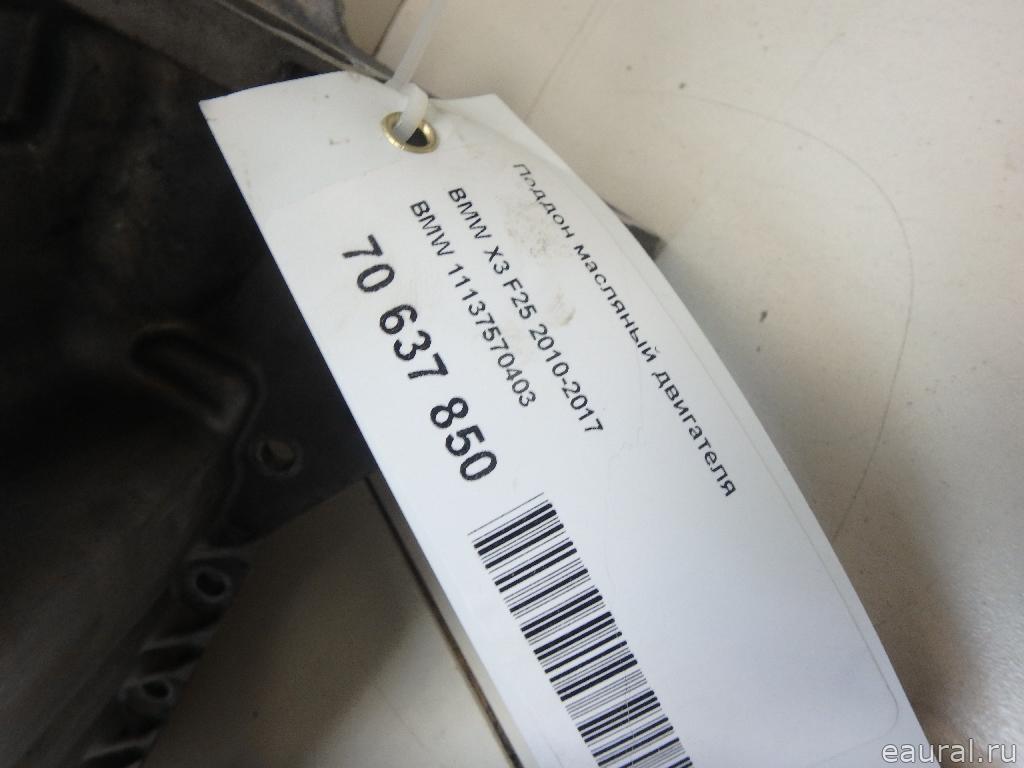 Поддон масляный двигателя
BMW X3 F25 2010-2017
BMW 11137570403
70 637 850
eaural.ru